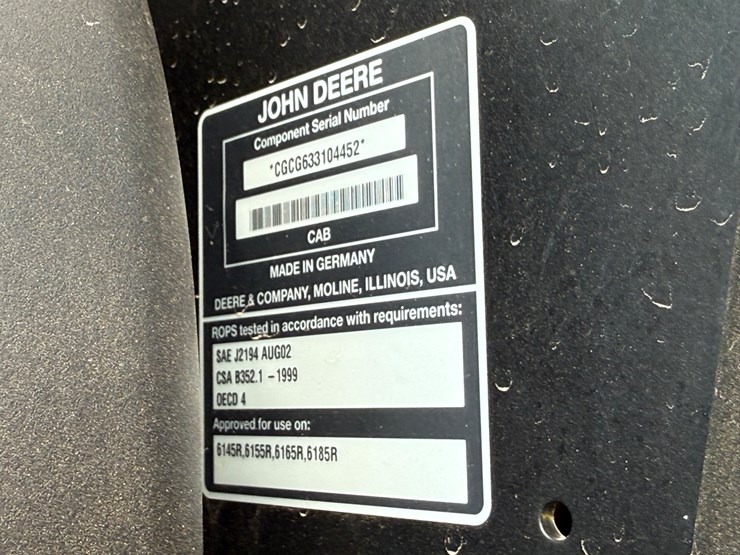 JOHN DEERE
Component Serial Number
*CGCG633104452*
CAB
MADE IN GERMANY
DEERE & COMPANY, MOLINE, ILLINOIS, USA
ROPS tested in accordance with requirements:
SAE J2194 AUG02
CSA B352.1 -1999
OECD 4
Approved for use on:
6145R,6155R,6165R,6185R